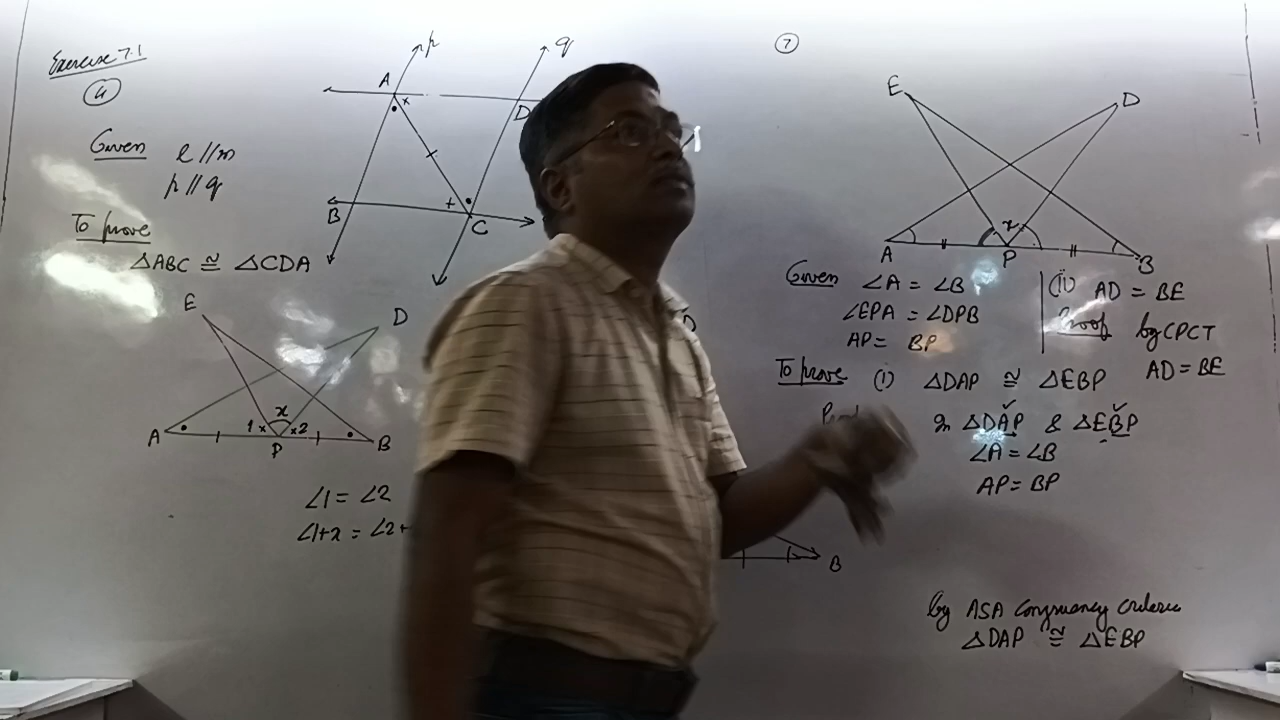 Exercise 7.1
4
Given l//m
p//q
To prove
△ABC ≅ △CDA
p
q
A
x
D
B
+
C
E
D
A
1 x
x
x 2
P
B
∠1 = ∠2
∠1+x = ∠2+
D
B
7
E
D
A
x
P
B
Given ∠A = ∠B
∠EPA = ∠DPB
AP = BP
To prove (i) △DAP ≅ △EBP
In △DAP & △EBP
∠A = ∠B
AP = BP
by ASA Congruency criteria
△DAP ≅ △EBP
(ii) AD = BE
Proof by CPCT
AD = BE